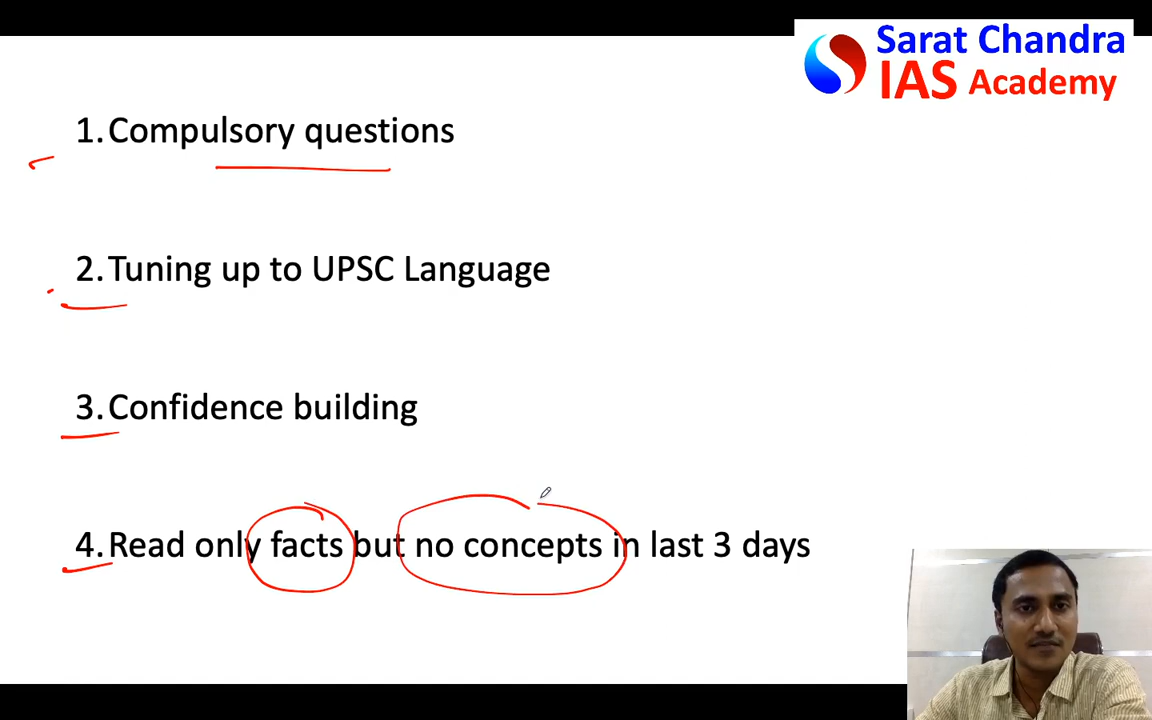 Sarat Chandra
IAS Academy
1. Compulsory questions
2. Tuning up to UPSC Language
3. Confidence building
4. Read only facts but no concepts in last 3 days